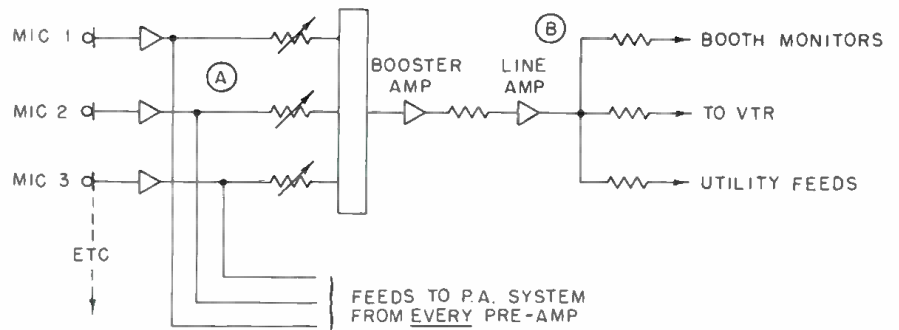 MIC 1
MIC 2
MIC 3
ETC
A
BOOSTER
AMP
LINE
AMP
B
BOOTH MONITORS
TO VTR
UTILITY FEEDS
FEEDS TO P.A. SYSTEM
FROM EVERY PRE-AMP